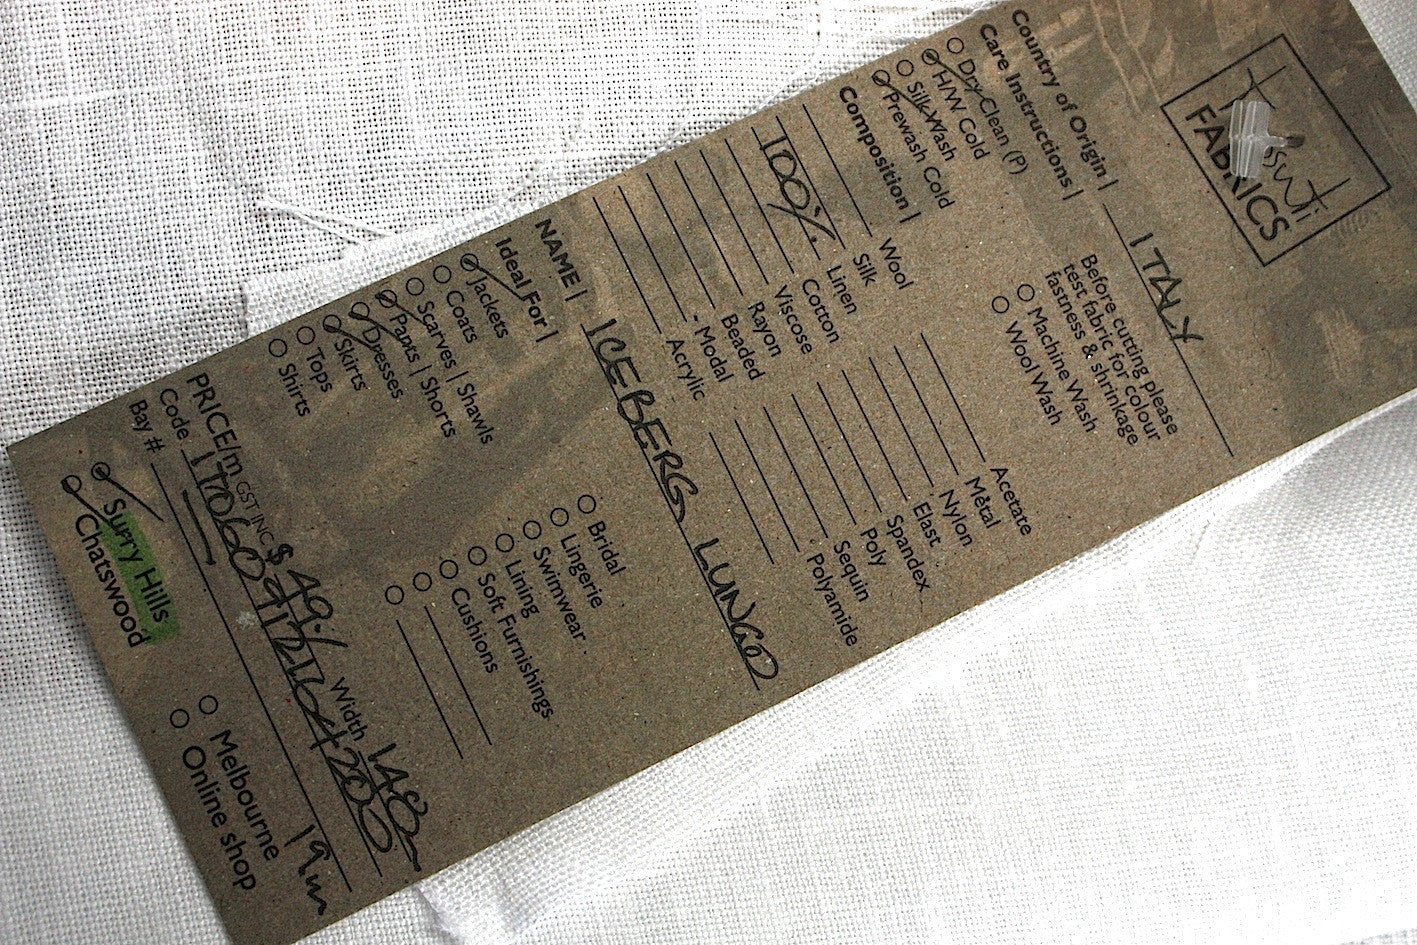 Tessuti
FABRICS
Country of Origin | ITALY
Care Instructions |
Dry Clean (P)
H/W Cold
Silk Wash
Prewash Cold
Before cutting please
test fabric for colour
fastness & shrinkage
Machine Wash
Wool Wash
Composition |
Wool
Silk
100% Linen
Cotton
Viscose
Rayon
Beaded
Modal
Acrylic
Acetate
Metal
Nylon
Elast
Spandex
Poly
Sequin
Polyamide
NAME | ICEBERG LUNGO
Ideal For |
Jackets
Coats
Scarves | Shawls
Pants | Shorts
Dresses
Skirts
Tops
Shirts
Bridal
Lingerie
Swimwear
Lining
Soft Furnishings
Cushions
PRICE/m GST INC $ 49.- Width 148
Code
Bay # 19m
Surry Hills
Chatswood
Melbourne
Online shop